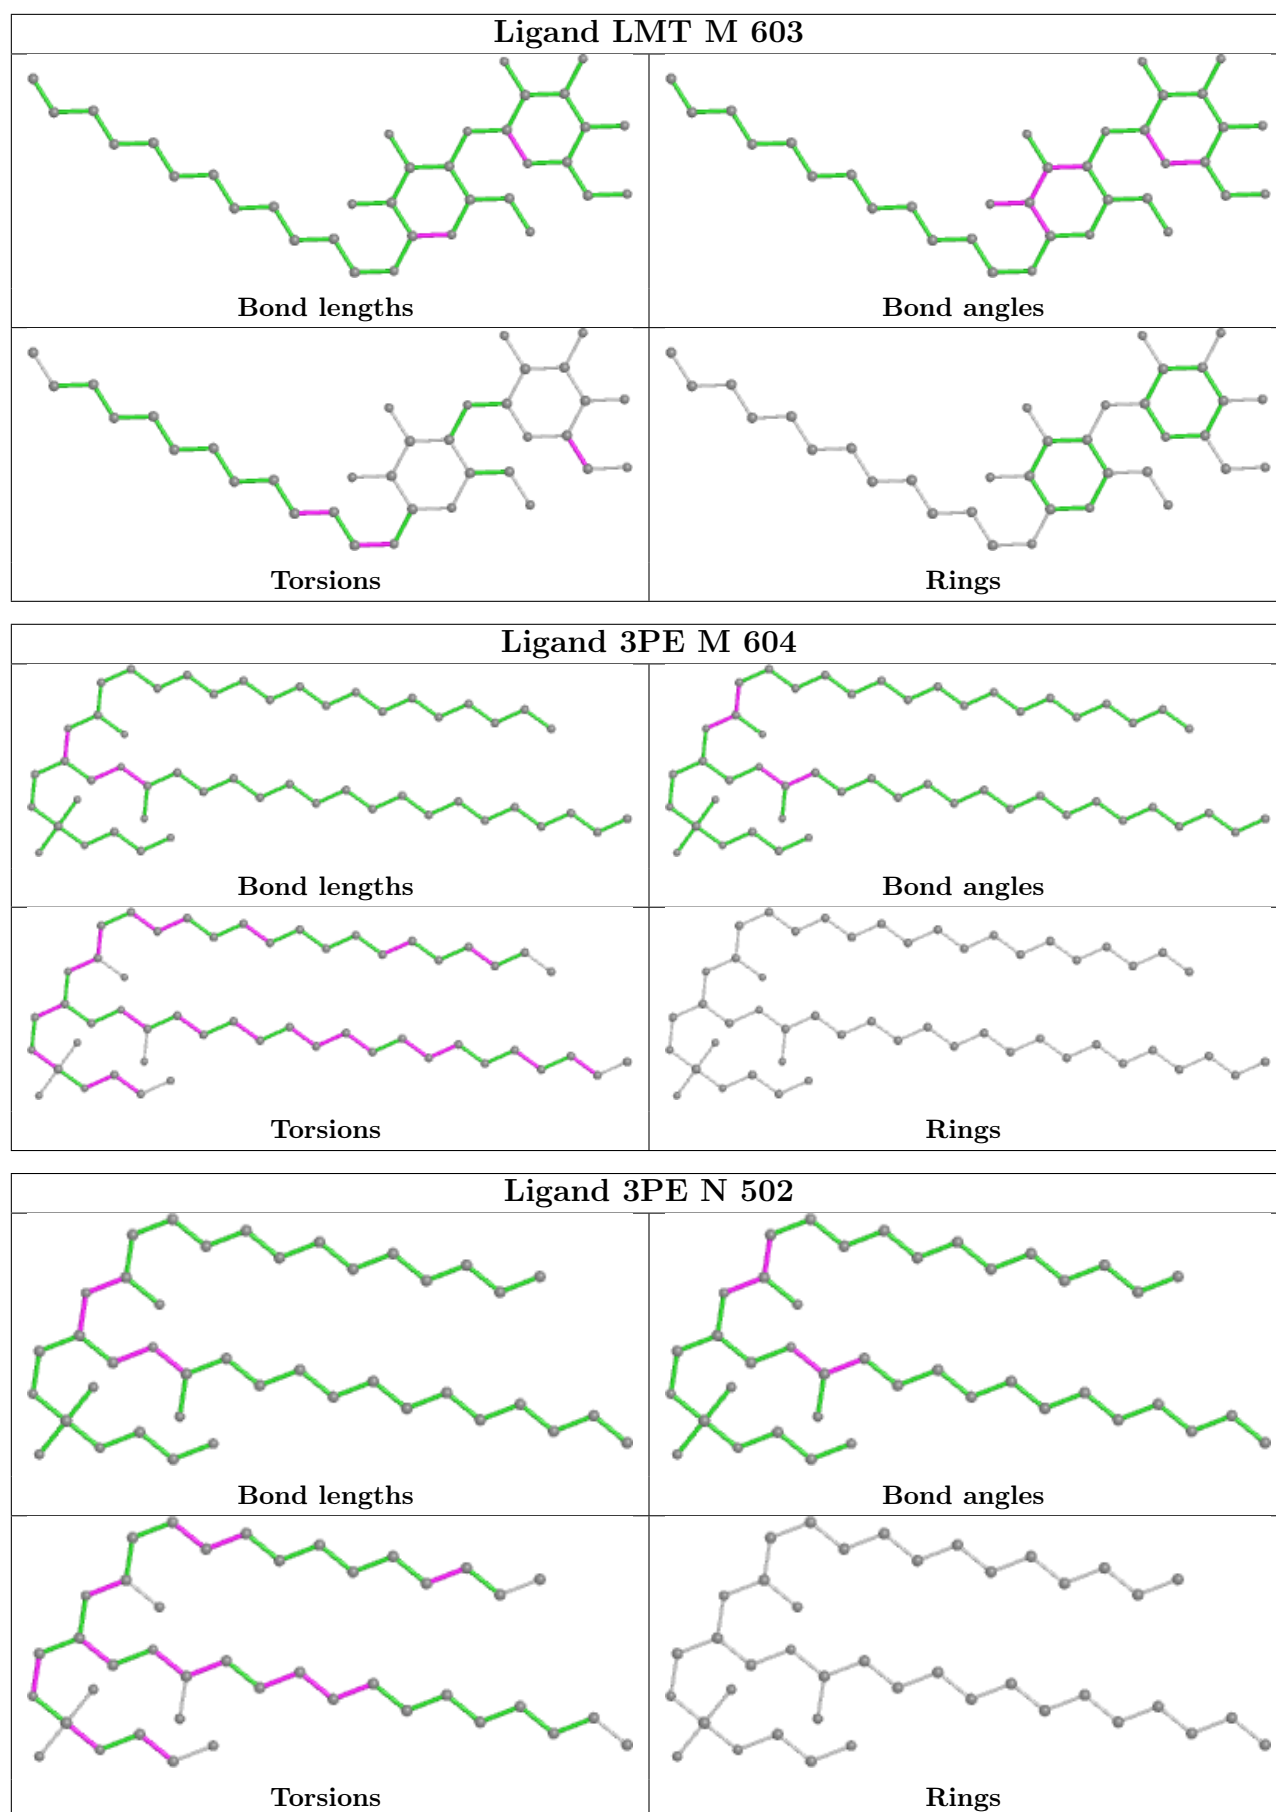 Ligand LMT M 603
Bond lengths
Bond angles
Torsions
Rings
Ligand 3PE M 604
Bond lengths
Bond angles
Torsions
Rings
Ligand 3PE N 502
Bond lengths
Bond angles
Torsions
Rings